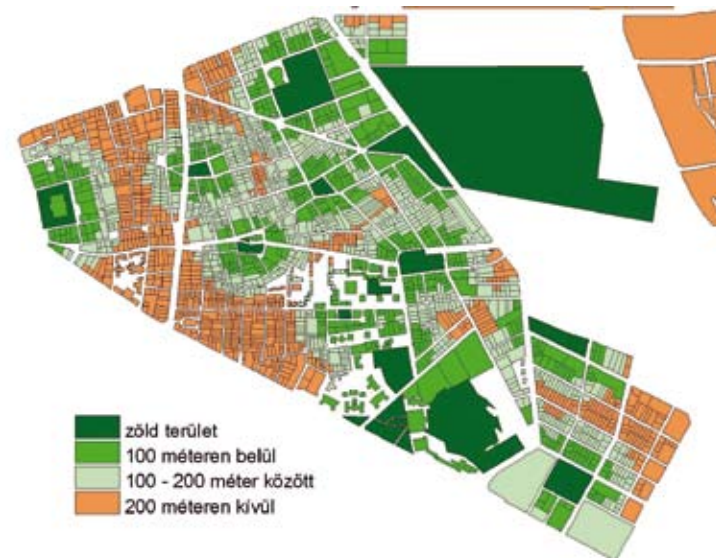 zöld terület
100 méteren belül
100 - 200 méter között
200 méteren kívül